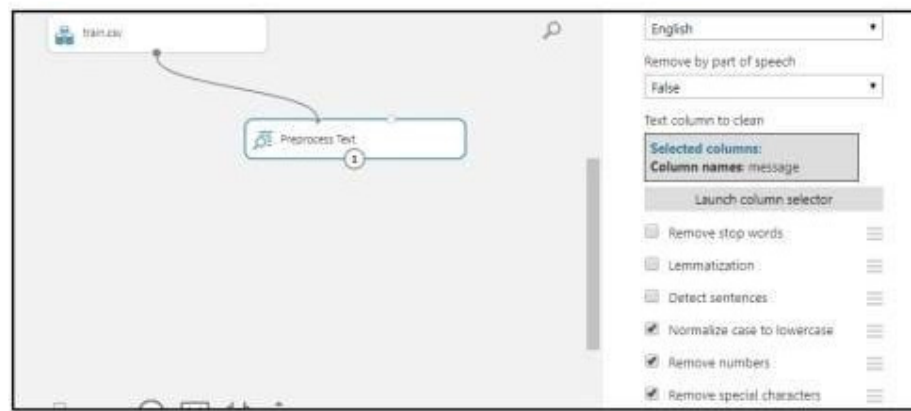 train.csv
Preprocess Text
1
English
Remove by part of speech
False
Text column to clean
Selected columns:
Column names: message
Launch column selector
Remove stop words
Lemmatization
Detect sentences
Normalize case to lowercase
Remove numbers
Remove special characters